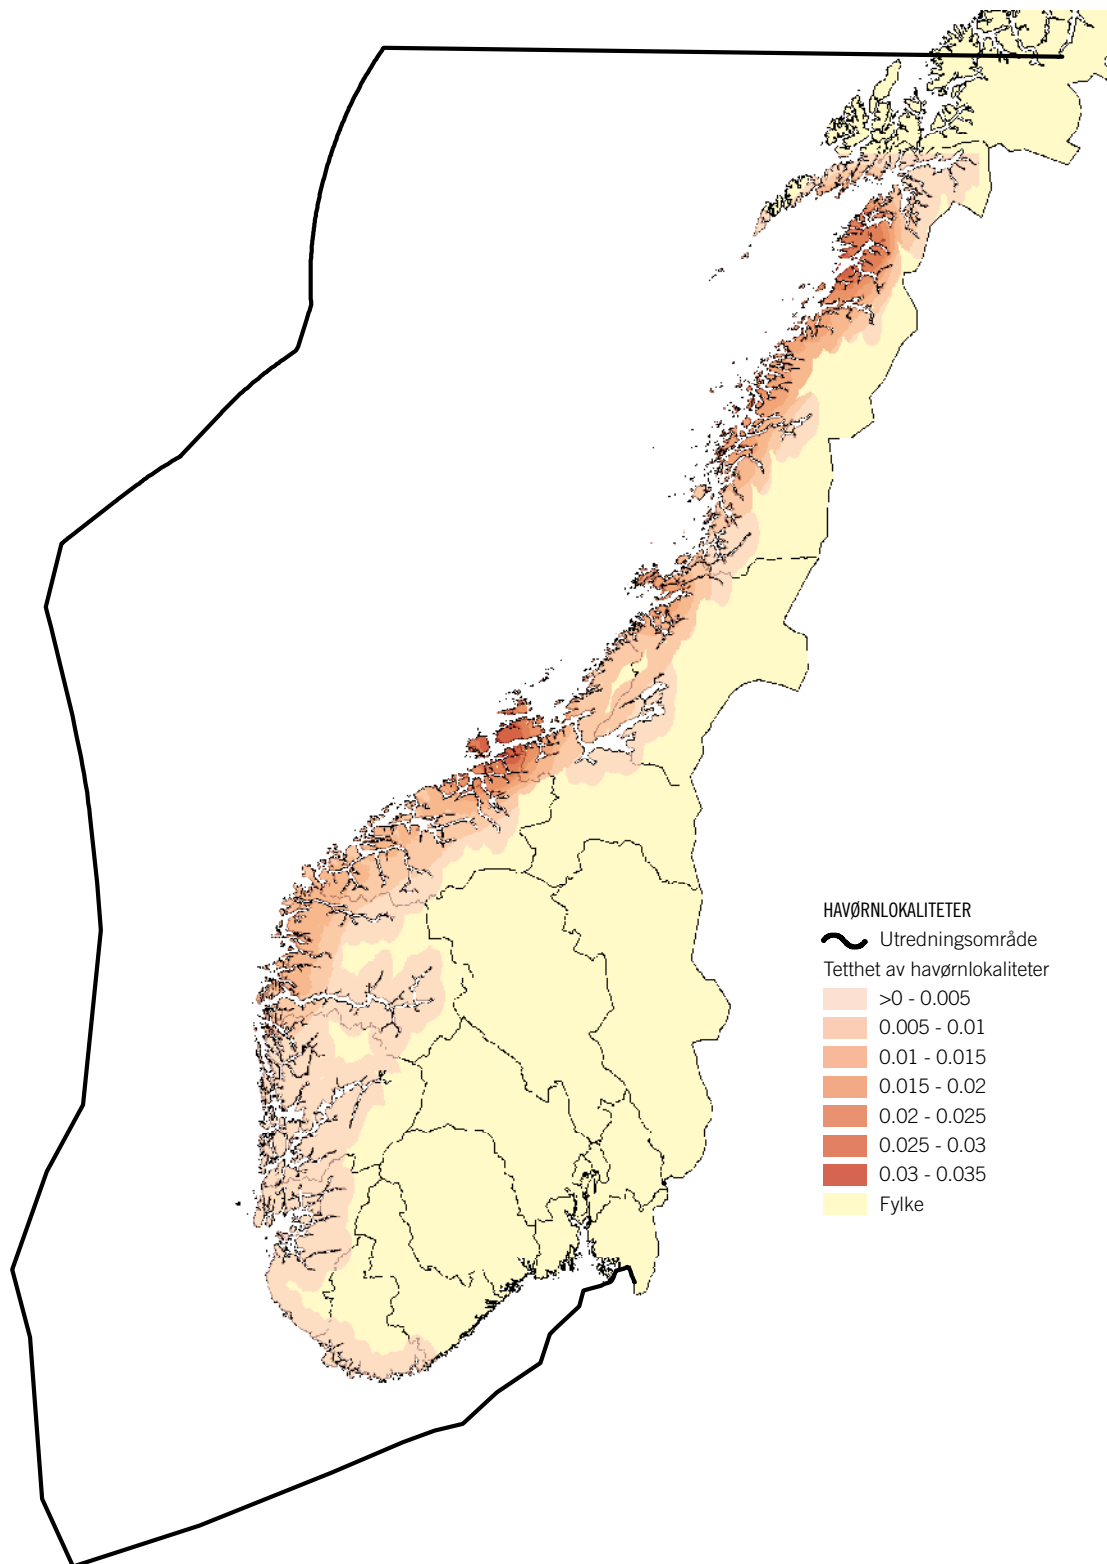 HAVØRNLOKALITETER
Utredningsområde
Tetthet av havørnlokaliteter
>0 - 0.005
0.005 - 0.01
0.01 - 0.015
0.015 - 0.02
0.02 - 0.025
0.025 - 0.03
0.03 - 0.035
Fylke